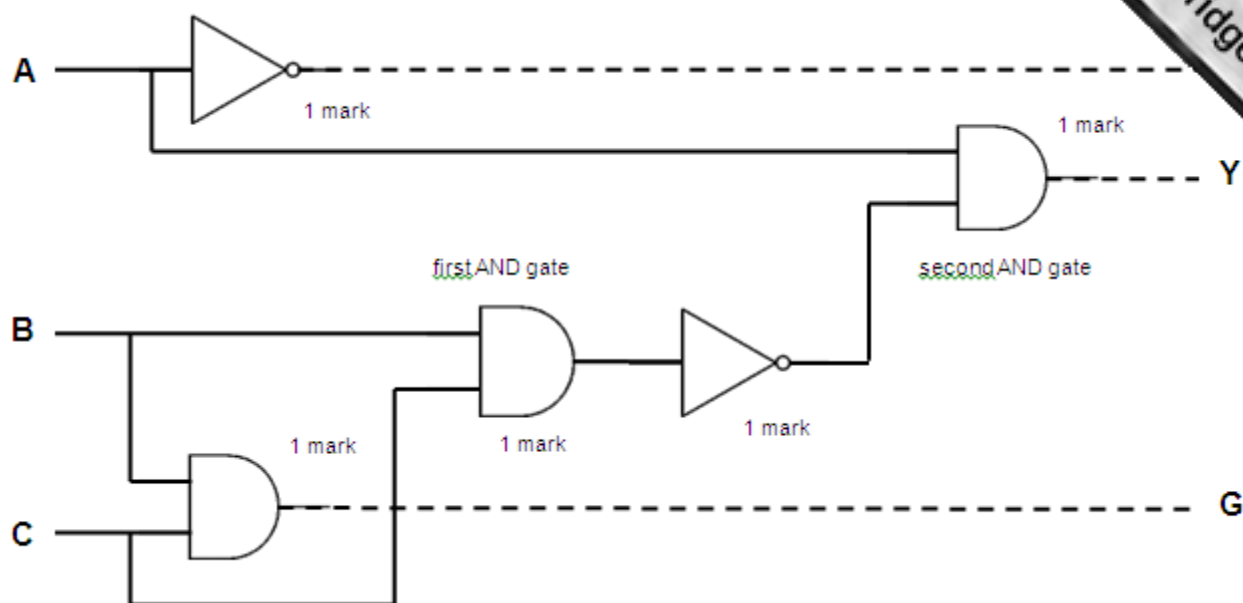 A
1 mark
1 mark
Y
first AND gate
second AND gate
B
1 mark
1 mark
1 mark
G
C